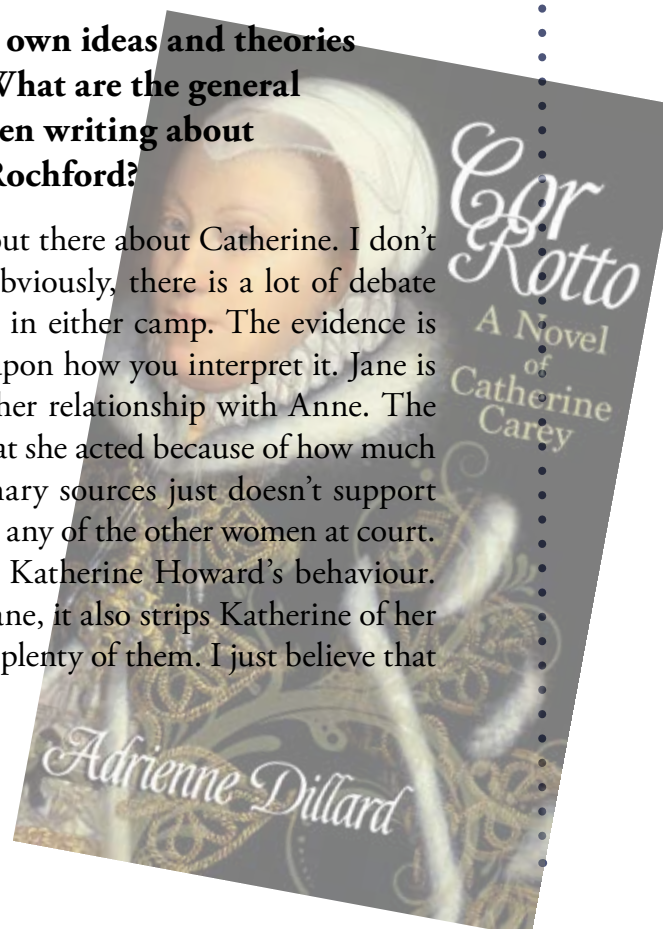 own ideas and theories
What are the general
en writing about
Rochford?
out there about Catherine. I don’t
bviously, there is a lot of debate
in either camp. The evidence is
upon how you interpret it. Jane is
her relationship with Anne. The
at she acted because of how much
nary sources just doesn’t support
any of the other women at court.
Katherine Howard’s behaviour.
ane, it also strips Katherine of her
plenty of them. I just believe that
Cor
Rotto
A Novel
of
Catherine
Carey
Adrienne Dillard